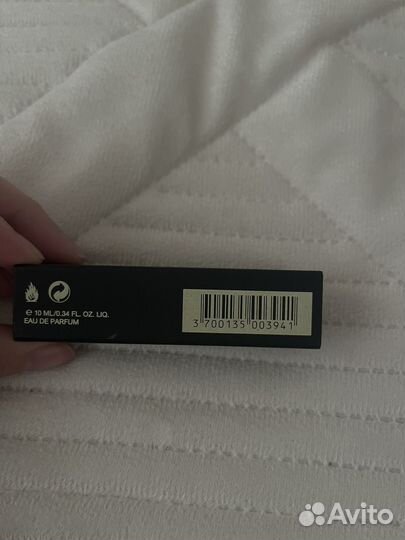 ℮ 10 ML/0.34 FL. OZ. LIQ.
EAU DE PARFUM
3 700135 003941
Avito